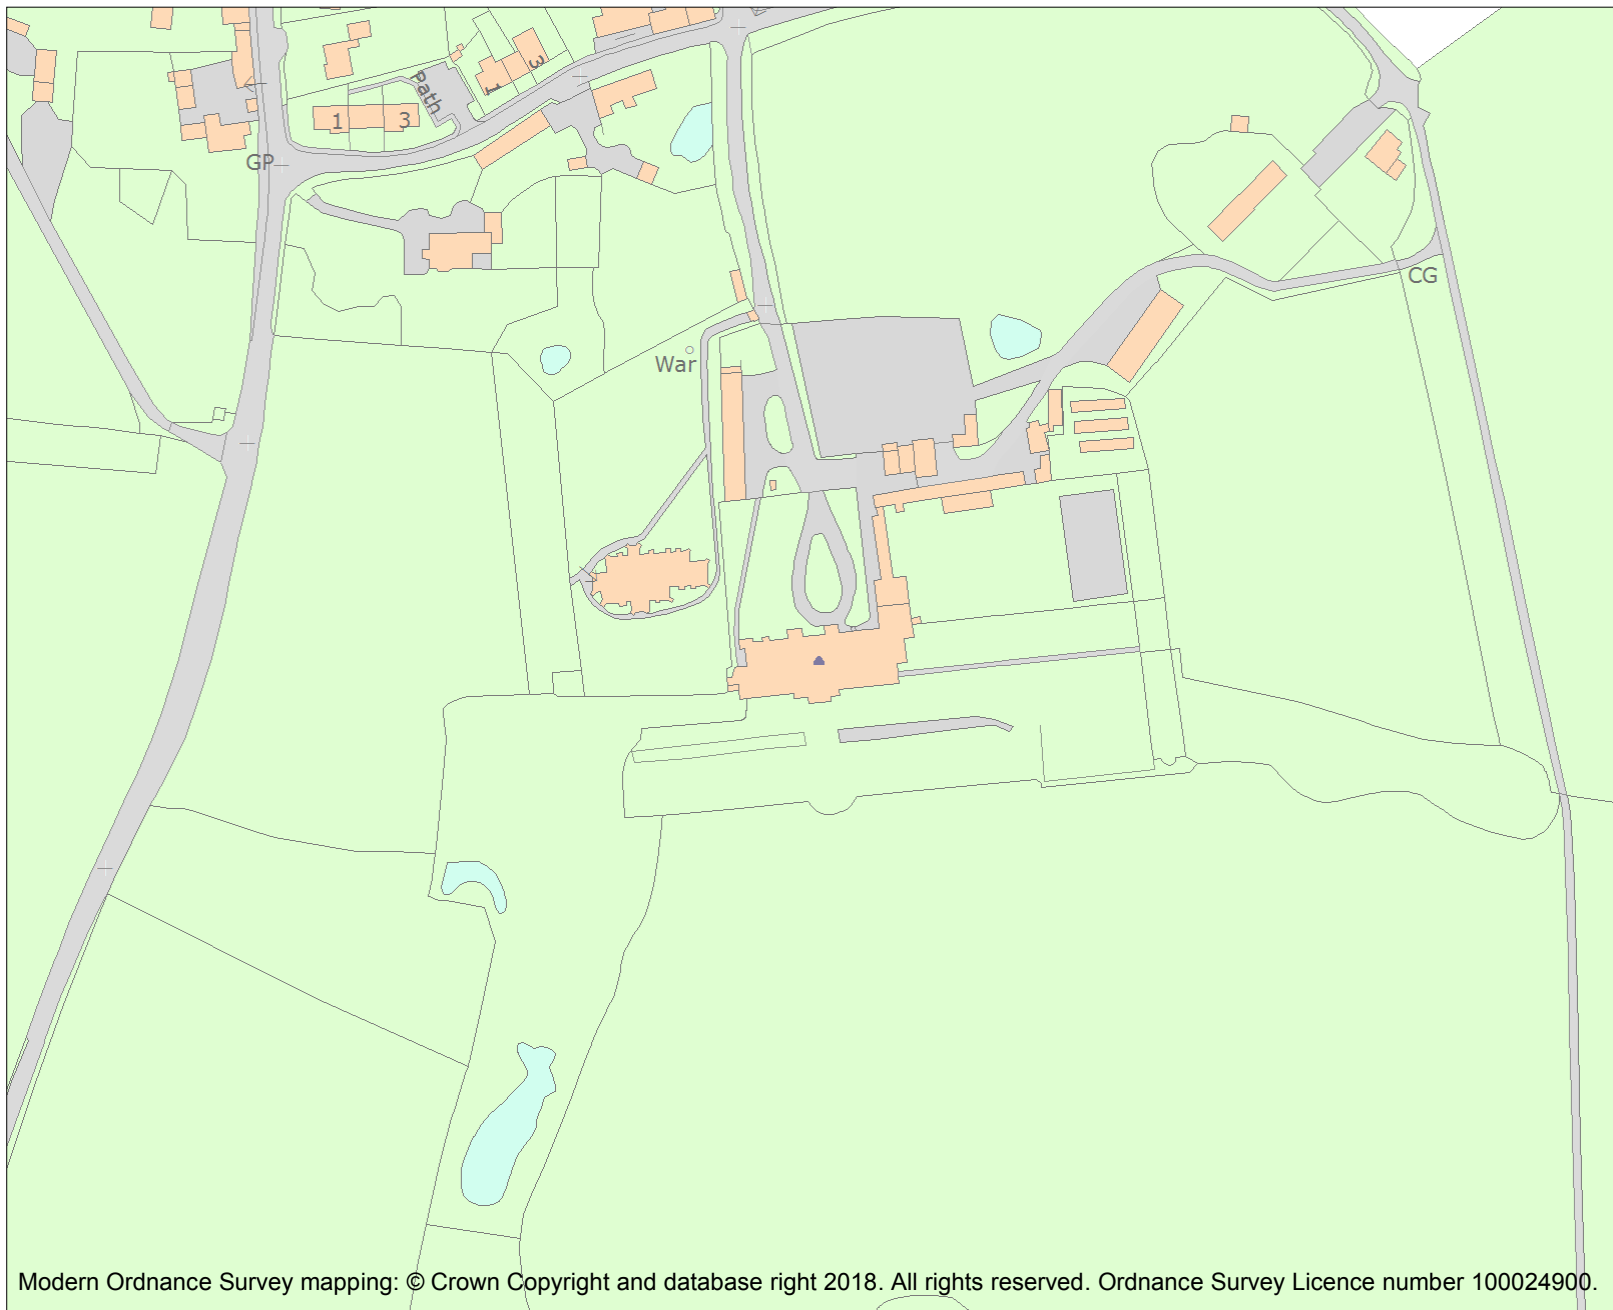 3
1
Path
1
3
GP
CG
War
Modern Ordnance Survey mapping: © Crown Copyright and database right 2018. All rights reserved. Ordnance Survey Licence number 100024900.